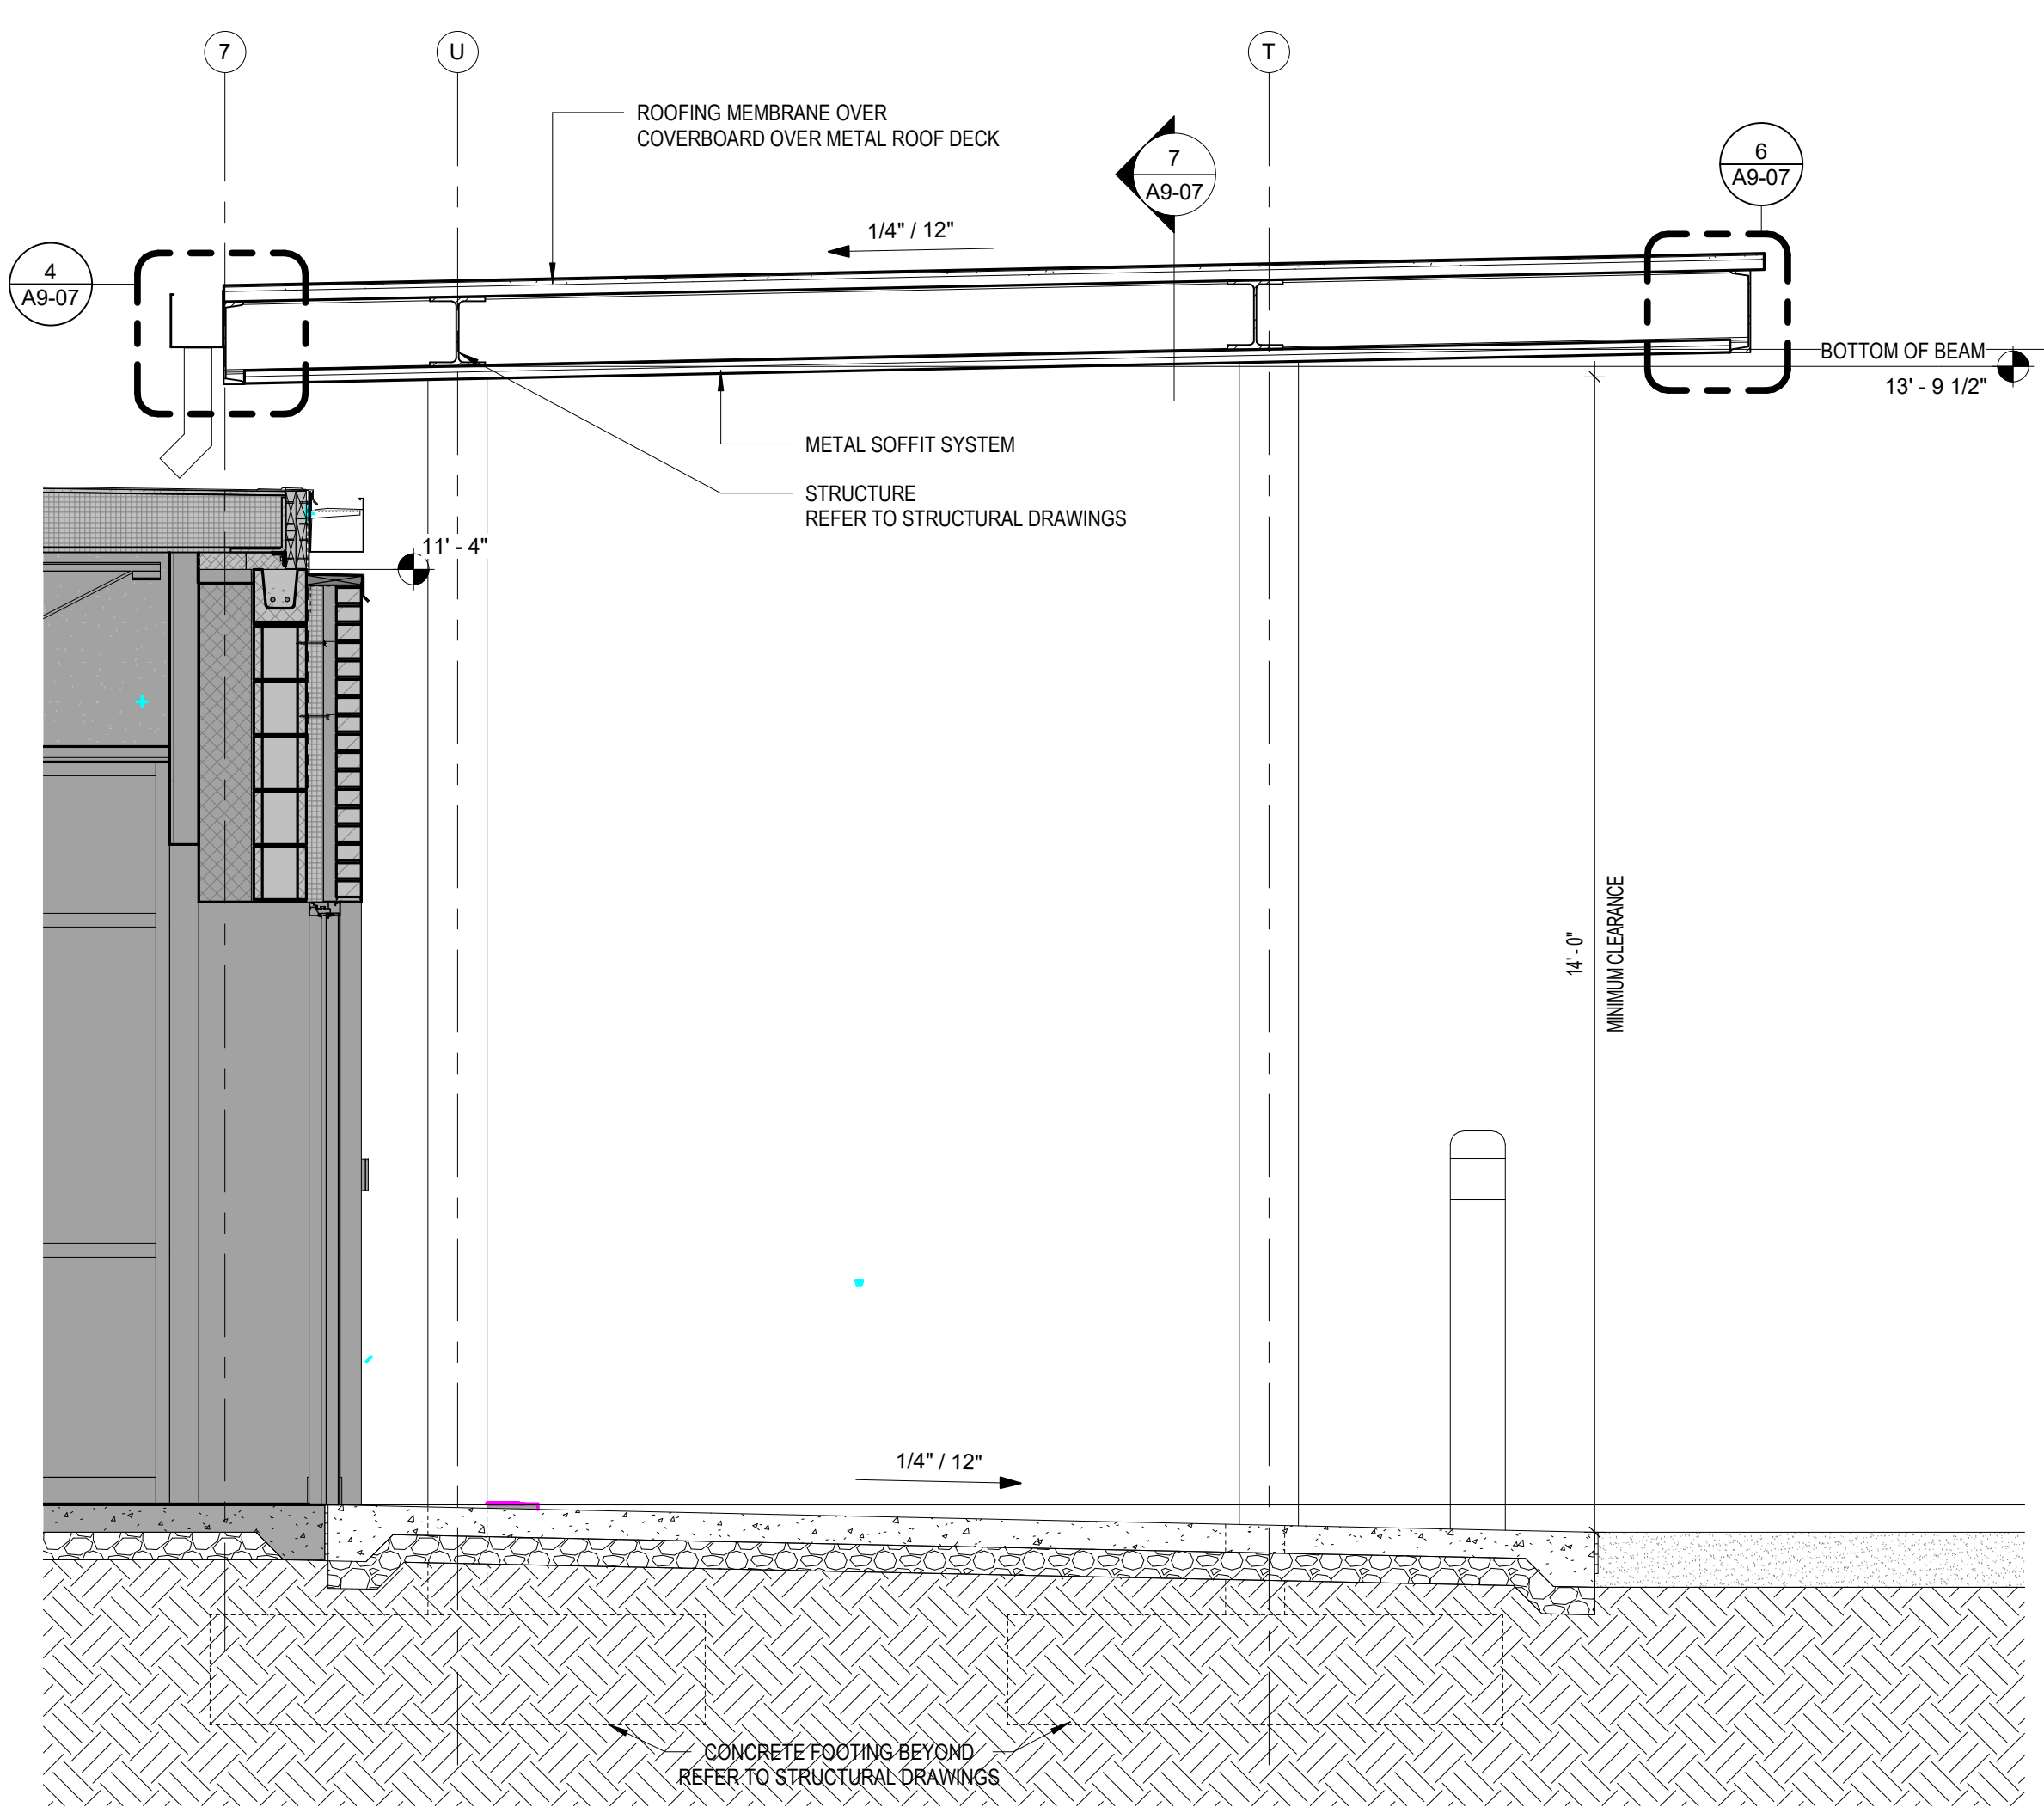 7
U
T
ROOFING MEMBRANE OVER
COVERBOARD OVER METAL ROOF DECK
7
A9-07
6
A9-07
1/4" / 12"
4
A9-07
BOTTOM OF BEAM
13' - 9 1/2"
METAL SOFFIT SYSTEM
STRUCTURE
REFER TO STRUCTURAL DRAWINGS
11' - 4"
14' - 0"
MINIMUM CLEARANCE
1/4" / 12"
CONCRETE FOOTING BEYOND
REFER TO STRUCTURAL DRAWINGS